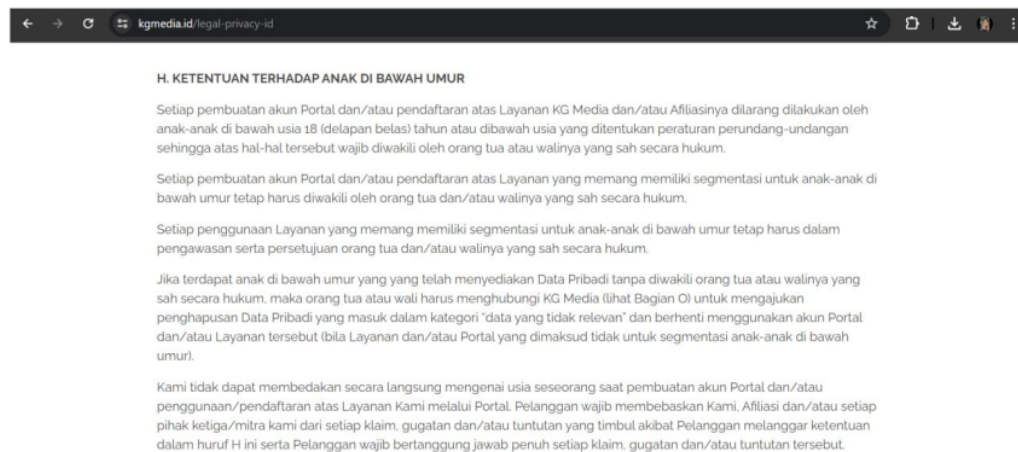 kgmedia.id/legal-privacy-id
H. KETENTUAN TERHADAP ANAK DI BAWAH UMUR
Setiap pembuatan akun Portal dan/atau pendaftaran atas Layanan KG Media dan/atau Afiliasinya dilarang dilakukan oleh
anak-anak di bawah usia 18 (delapan belas) tahun atau dibawah usia yang ditentukan peraturan perundang-undangan
sehingga atas hal-hal tersebut wajib diwakili oleh orang tua atau walinya yang sah secara hukum.
Setiap pembuatan akun Portal dan/atau pendaftaran atas Layanan yang memang memiliki segmentasi untuk anak-anak di
bawah umur tetap harus diwakili oleh orang tua dan/atau walinya yang sah secara hukum.
Setiap penggunaan Layanan yang memang memiliki segmentasi untuk anak-anak di bawah umur tetap harus dalam
pengawasan serta persetujuan orang tua dan/atau walinya yang sah secara hukum.
Jika terdapat anak di bawah umur yang yang telah menyediakan Data Pribadi tanpa diwakili orang tua atau walinya yang
sah secara hukum, maka orang tua atau wali harus menghubungi KG Media (lihat Bagian O) untuk mengajukan
penghapusan Data Pribadi yang masuk dalam kategori "data yang tidak relevan" dan berhenti menggunakan akun Portal
dan/atau Layanan tersebut (bila Layanan dan/atau Portal yang dimaksud tidak untuk segmentasi anak-anak di bawah
umur).
Kami tidak dapat membedakan secara langsung mengenai usia seseorang saat pembuatan akun Portal dan/atau
penggunaan/pendaftaran atas Layanan Kami melalui Portal. Pelanggan wajib membebaskan Kami, Afiliasi dan/atau setiap
pihak ketiga/mitra kami dari setiap klaim, gugatan dan/atau tuntutan yang timbul akibat Pelanggan melanggar ketentuan
dalam huruf H ini serta Pelanggan wajib bertanggung jawab penuh setiap klaim, gugatan dan/atau tuntutan tersebut.